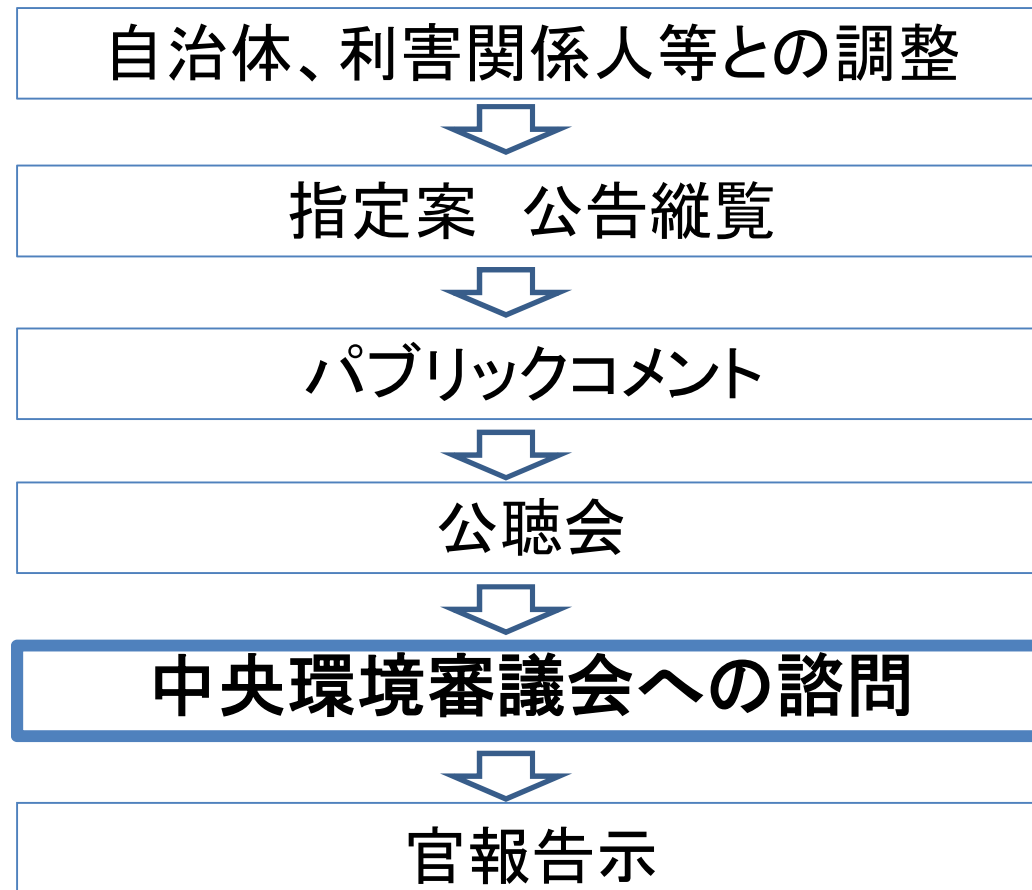 自治体、利害関係人等との調整
指定案　公告縦覧
パブリックコメント
公聴会
中央環境審議会への諮問
官報告示